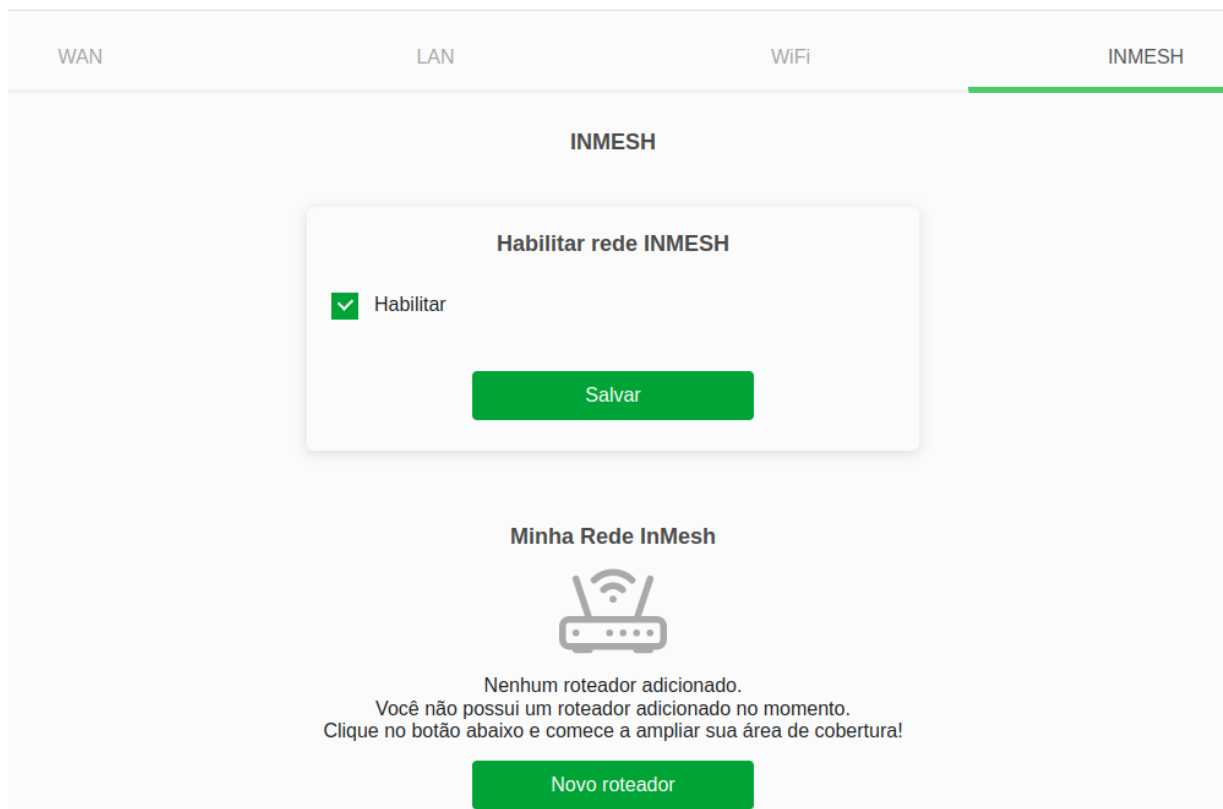 WAN
LAN
WiFi
INMESH
INMESH
Habilitar rede INMESH
Habilitar
Salvar
Minha Rede InMesh
Nenhum roteador adicionado.
Você não possui um roteador adicionado no momento.
Clique no botão abaixo e comece a ampliar sua área de cobertura!
Novo roteador